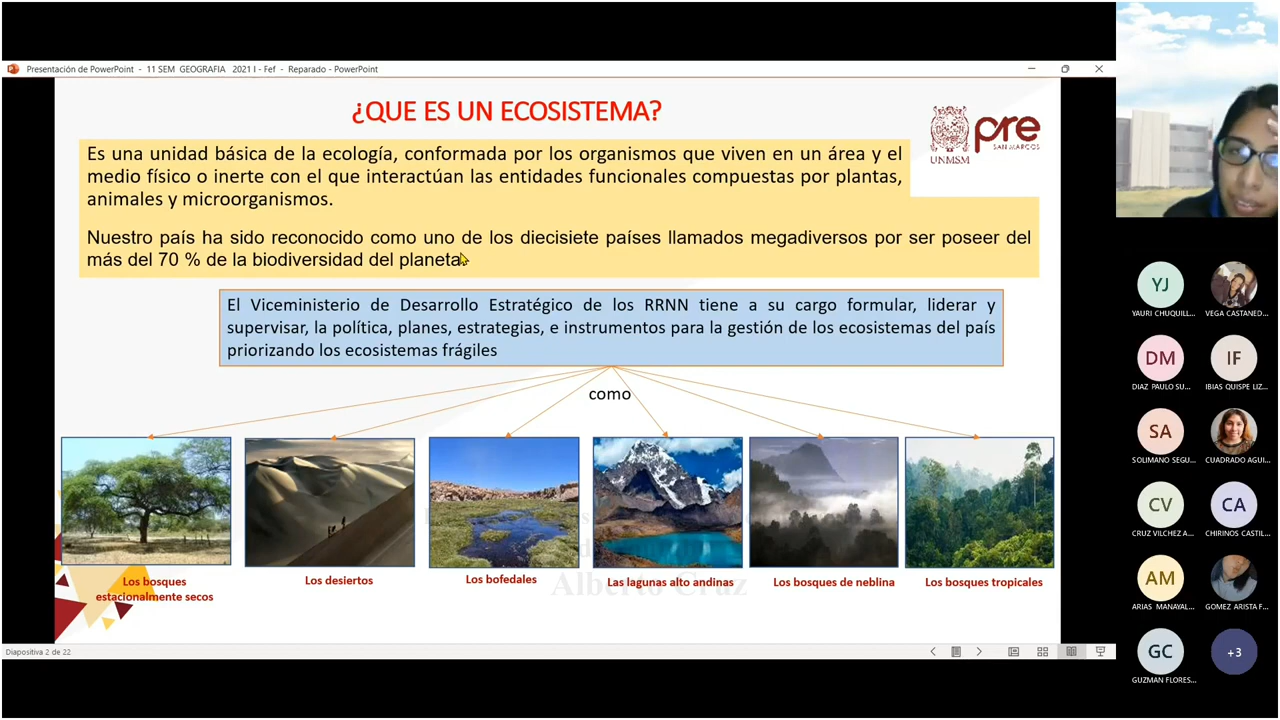 Presentación de PowerPoint - 11 SEM GEOGRAFIA 2021 I - Fef - Reparado - PowerPoint
¿QUE ES UN ECOSISTEMA?
UNMSM
pre
SAN MARCOS
Es una unidad básica de la ecología, conformada por los organismos que viven en un área y el
medio físico o inerte con el que interactúan las entidades funcionales compuestas por plantas,
animales y microorganismos.
Nuestro país ha sido reconocido como uno de los diecisiete países llamados megadiversos por ser poseer del
más del 70 % de la biodiversidad del planeta
El Viceministerio de Desarrollo Estratégico de los RRNN tiene a su cargo formular, liderar y
supervisar, la política, planes, estrategias, e instrumentos para la gestión de los ecosistemas del país
priorizando los ecosistemas frágiles
como
Los bosques
estacionalmente secos
Los desiertos
Los bofedales
Las lagunas alto andinas
Los bosques de neblina
Los bosques tropicales
Alberto Cruz
Diapositiva 2 de 22
YJ
YAURI CHUQUILL...
VEGA CASTANED...
DM
DIAZ PAULO SU...
IF
IBIAS QUISPE LIZ...
SA
SOLIMANO SEGU...
CUADRADO AGUI...
CV
CRUZ VILCHEZ A...
CA
CHIRINOS CASTIL...
AM
ARIAS MANAYAL...
GOMEZ ARISTA F...
GC
GUZMAN FLORES...
+3